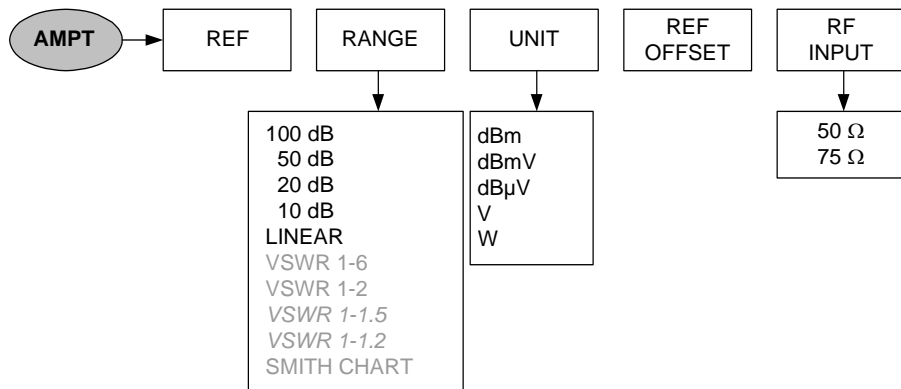 AMPT
REF
RANGE
UNIT
REF
OFFSET
RF
INPUT
100 dB
50 dB
20 dB
10 dB
LINEAR
VSWR 1-6
VSWR 1-2
VSWR 1-1.5
VSWR 1-1.2
SMITH CHART
dBm
dBmV
dBµV
V
W
50 Ω
75 Ω